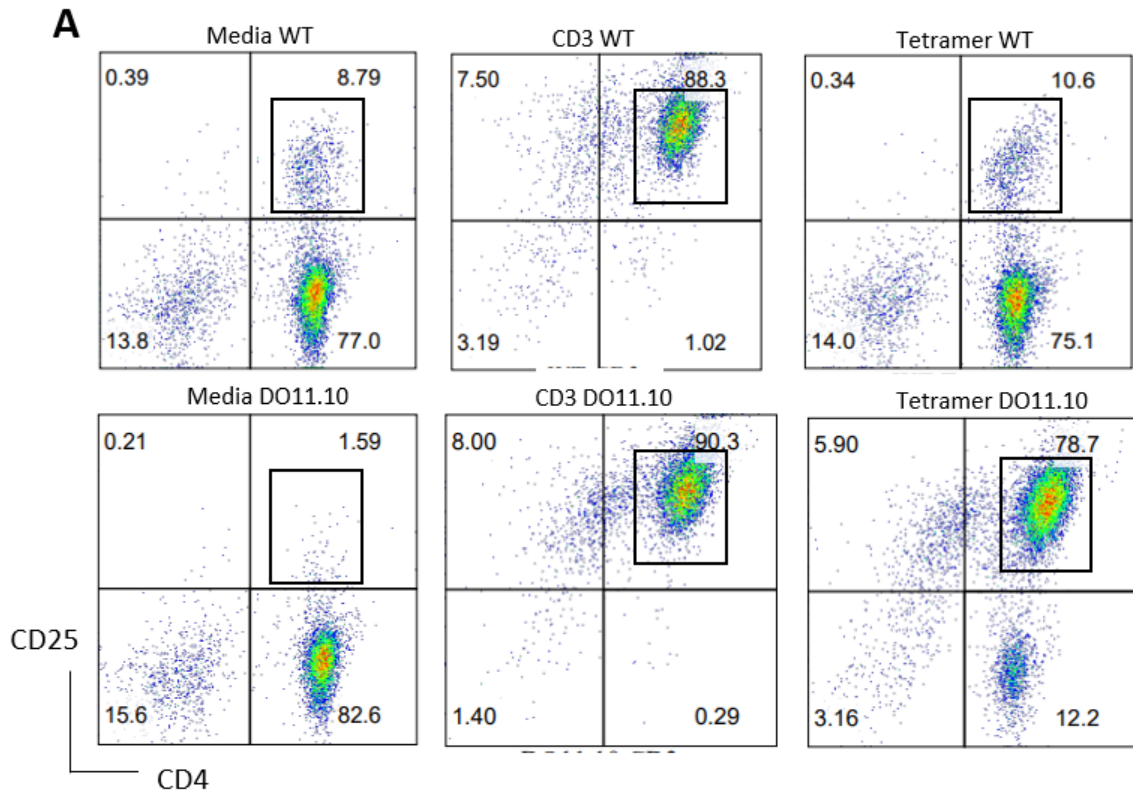 A
Media WT
CD3 WT
Tetramer WT
0.39 8.79
7.50 88.3
0.34 10.6
13.8 77.0
3.19 1.02
14.0 75.1
Media DO11.10
CD3 DO11.10
Tetramer DO11.10
0.21 1.59
8.00 90.3
5.90 78.7
15.6 82.6
1.40 0.29
3.16 12.2
CD25
CD4